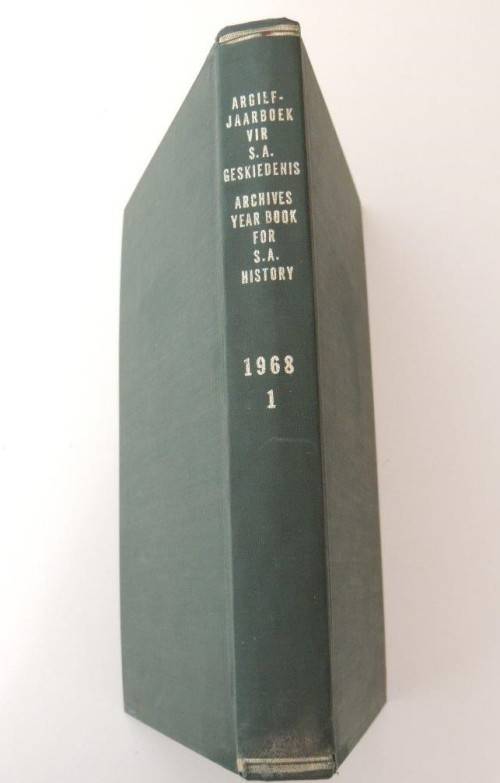 ARGIEF-
JAARBOEK
VIR
S.A.
GESKIEDENIS
ARCHIVES
YEAR BOOK
FOR
S.A.
HISTORY
1968
1